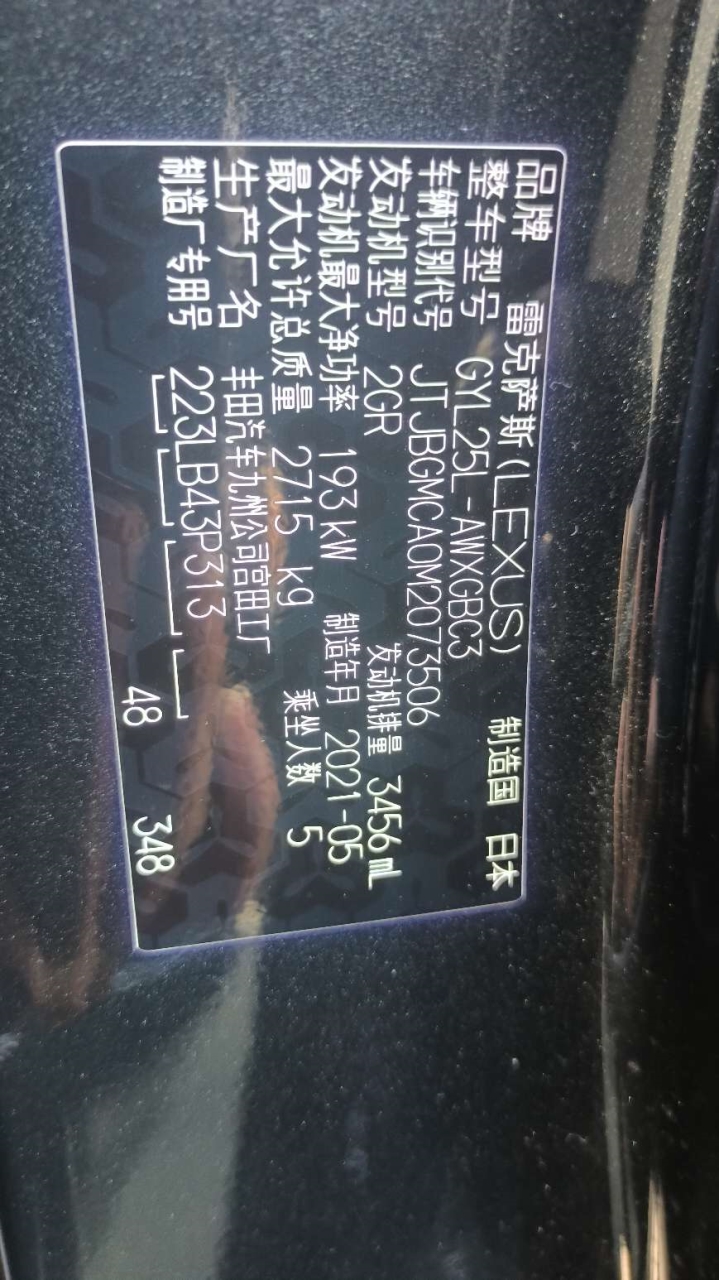 品牌 雷克萨斯(LEXUS) 制造国 日本
整车型号 GYL25L-AWXGBC3
车辆识别代号 JTJBGMCA0M2073506
发动机型号 2GR 发动机排量 3456 mL
发动机最大净功率 193 kW 制造年月 2021-05
最大允许总质量 2715 kg 乘坐人数 5
生产厂名 丰田汽车九州公司宫田工厂
制造厂专用号 223LB43P313
48 348